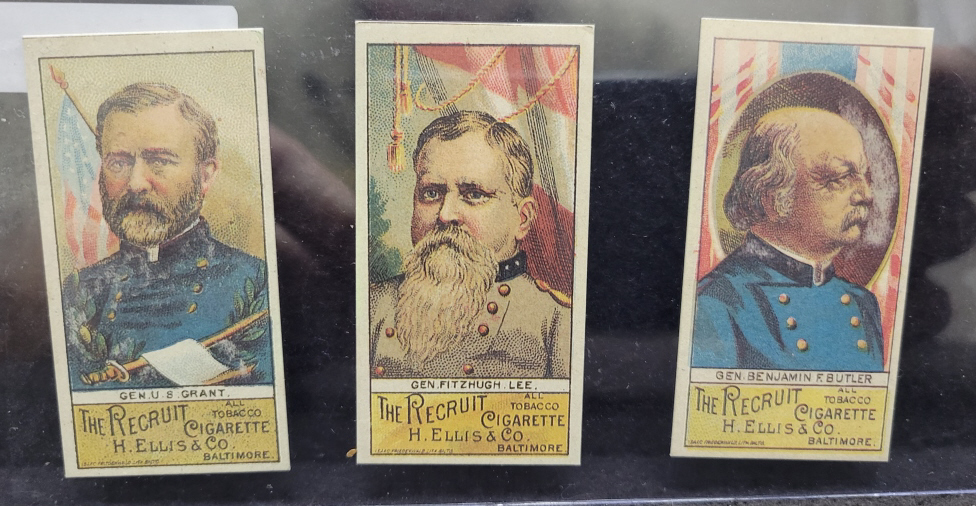 GEN. U.S. GRANT.
THE RECRUIT ALL TOBACCO CIGARETTE
H. ELLIS & CO.
BALTIMORE.
GEN. FITZHUGH LEE.
THE RECRUIT ALL TOBACCO CIGARETTE
H. ELLIS & CO.
BALTIMORE.
GEN. BENJAMIN F. BUTLER
THE RECRUIT ALL TOBACCO CIGARETTE
H. ELLIS & CO.
BALTIMORE.